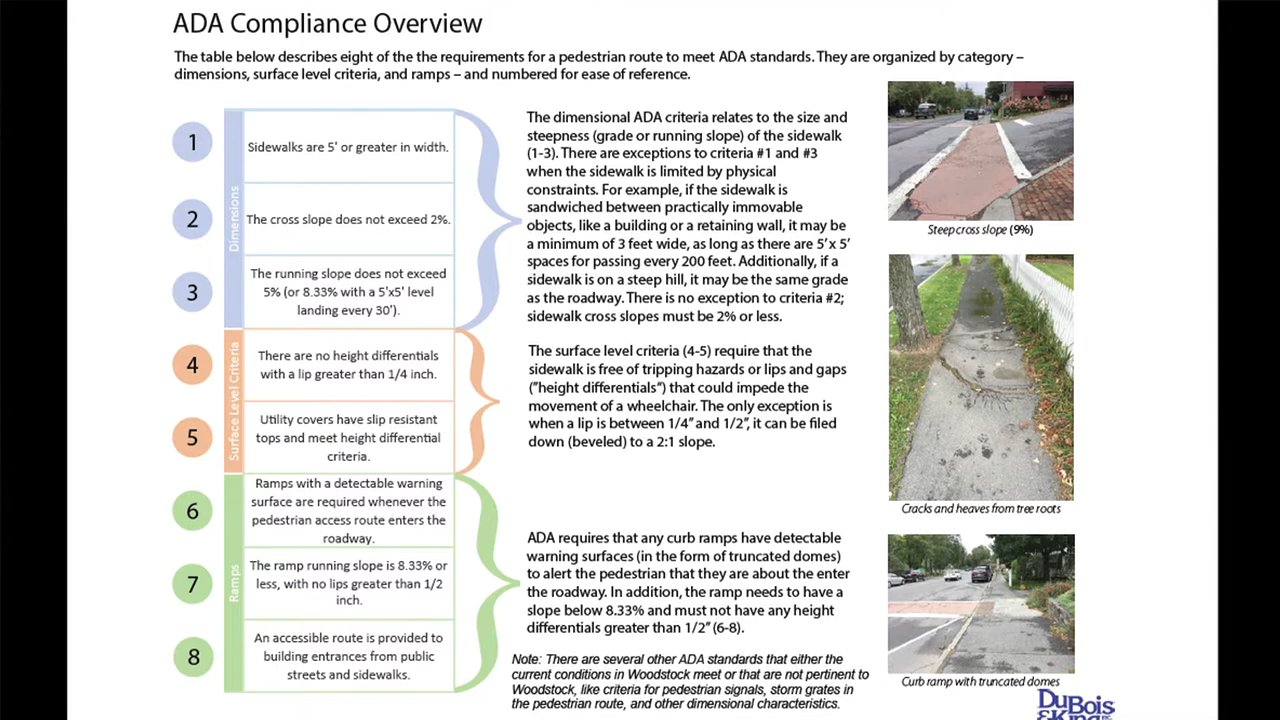 ADA Compliance Overview
The table below describes eight of the the requirements for a pedestrian route to meet ADA standards. They are organized by category –
dimensions, surface level criteria, and ramps – and numbered for ease of reference.
1
Dimensions
Sidewalks are 5' or greater in width.
2
The cross slope does not exceed 2%.
3
The running slope does not exceed
5% (or 8.33% with a 5'x5' level
landing every 30').
4
Surface Level Criteria
There are no height differentials
with a lip greater than 1/4 inch.
5
Utility covers have slip resistant
tops and meet height differential
criteria.
6
Ramps
Ramps with a detectable warning
surface are required whenever the
pedestrian access route enters the
roadway.
7
The ramp running slope is 8.33% or
less, with no lips greater than 1/2
inch.
8
An accessible route is provided to
building entrances from public
streets and sidewalks.
The dimensional ADA criteria relates to the size and
steepness (grade or running slope) of the sidewalk
(1-3). There are exceptions to criteria #1 and #3
when the sidewalk is limited by physical
constraints. For example, if the sidewalk is
sandwiched between practically immovable
objects, like a building or a retaining wall, it may be
a minimum of 3 feet wide, as long as there are 5'x 5'
spaces for passing every 200 feet. Additionally, if a
sidewalk is on a steep hill, it may be the same grade
as the roadway. There is no exception to criteria #2;
sidewalk cross slopes must be 2% or less.
The surface level criteria (4-5) require that the
sidewalk is free of tripping hazards or lips and gaps
("height differentials") that could impede the
movement of a wheelchair. The only exception is
when a lip is between 1/4" and 1/2", it can be filed
down (beveled) to a 2:1 slope.
ADA requires that any curb ramps have detectable
warning surfaces (in the form of truncated domes)
to alert the pedestrian that they are about the enter
the roadway. In addition, the ramp needs to have a
slope below 8.33% and must not have any height
differentials greater than 1/2" (6-8).
Note: There are several other ADA standards that either the
current conditions in Woodstock meet or that are not pertinent to
Woodstock, like criteria for pedestrian signals, storm grates in
the pedestrian route, and other dimensional characteristics.
Steep cross slope (9%)
Cracks and heaves from tree roots
Curb ramp with truncated domes
DuBois
& King